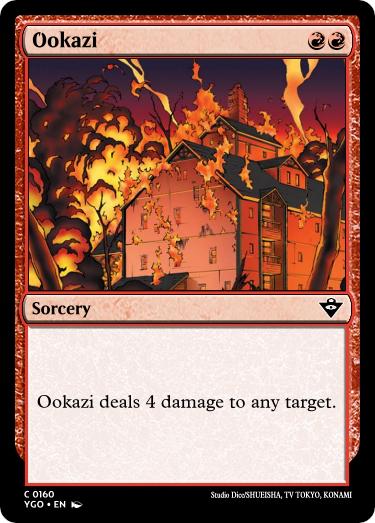 Ookazi
Sorcery
Ookazi deals 4 damage to any target.
C 0160
YGO • EN
Studio Dice/SHUEISHA, TV TOKYO, KONAMI